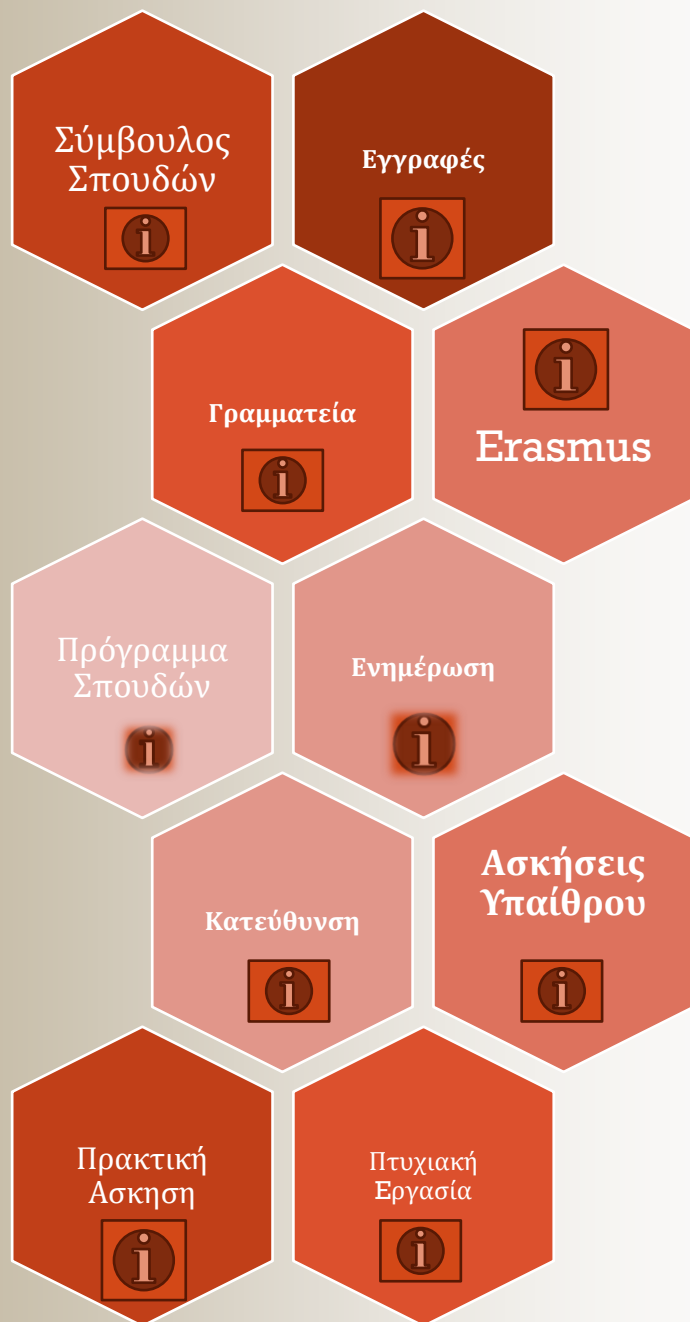 Σύμβουλος
Σπουδών
Εγγραφές
Γραμματεία
Erasmus
Πρόγραμμα
Σπουδών
Ενημέρωση
Κατεύθυνση
Ασκήσεις
Υπαίθρου
Πρακτική
Ασκηση
Πτυχιακή
Εργασία